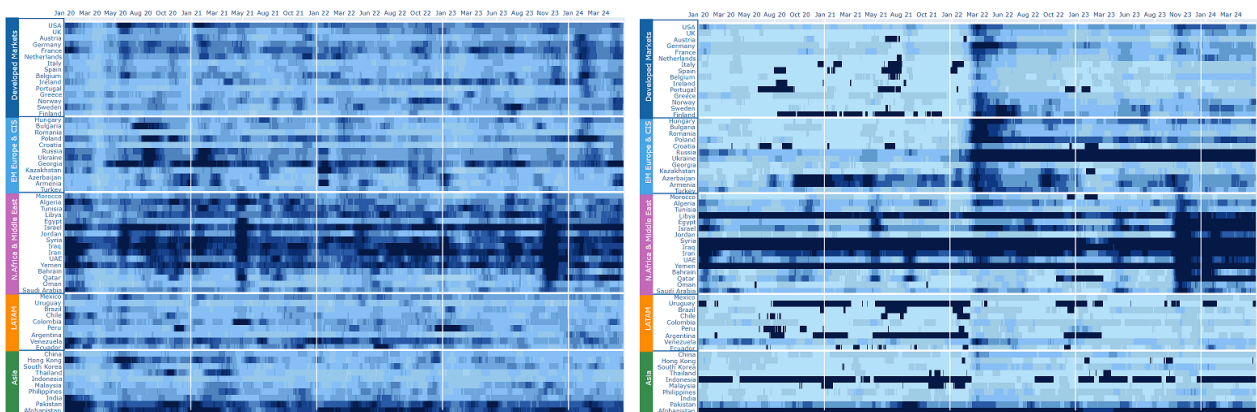 Jan 20 Mar 20 May 20 Aug 20 Oct 20 Jan 21 Mar 21 May 21 Aug 21 Oct 21 Jan 22 Mar 22 Jun 22 Aug 22 Oct 22 Jan 23 Mar 23 Jun 23 Aug 23 Nov 23 Jan 24 Mar 24
Developed Markets
USA
UK
Austria
Germany
France
Netherlands
Italy
Spain
Belgium
Ireland
Portugal
Greece
Norway
Sweden
Finland
EM Europe & CIS
Hungary
Bulgaria
Romania
Poland
Croatia
Russia
Ukraine
Georgia
Kazakhstan
Azerbaijan
Armenia
Turkey
N.Africa & Middle East
Morocco
Algeria
Tunisia
Libya
Egypt
Israel
Jordan
Syria
Iraq
Iran
UAE
Yemen
Bahrain
Qatar
Oman
Saudi Arabia
LATAM
Mexico
Uruguay
Brazil
Chile
Colombia
Peru
Argentina
Venezuela
Ecuador
Asia
China
Hong Kong
South Korea
Thailand
Indonesia
Malaysia
Philippines
India
Pakistan
Afghanistan
Jan 20 Mar 20 May 20 Aug 20 Oct 20 Jan 21 Mar 21 May 21 Aug 21 Oct 21 Jan 22 Mar 22 Jun 22 Aug 22 Oct 22 Jan 23 Mar 23 Jun 23 Aug 23 Nov 23 Jan 24 Mar 24
Developed Markets
USA
UK
Austria
Germany
France
Netherlands
Italy
Spain
Belgium
Ireland
Portugal
Greece
Norway
Sweden
Finland
EM Europe & CIS
Hungary
Bulgaria
Romania
Poland
Croatia
Russia
Ukraine
Georgia
Kazakhstan
Azerbaijan
Armenia
Turkey
N.Africa & Middle East
Morocco
Algeria
Tunisia
Libya
Egypt
Israel
Jordan
Syria
Iraq
Iran
UAE
Yemen
Bahrain
Qatar
Oman
Saudi Arabia
LATAM
Mexico
Uruguay
Brazil
Chile
Colombia
Peru
Argentina
Venezuela
Ecuador
Asia
China
Hong Kong
South Korea
Thailand
Indonesia
Malaysia
Philippines
India
Pakistan
Afghanistan